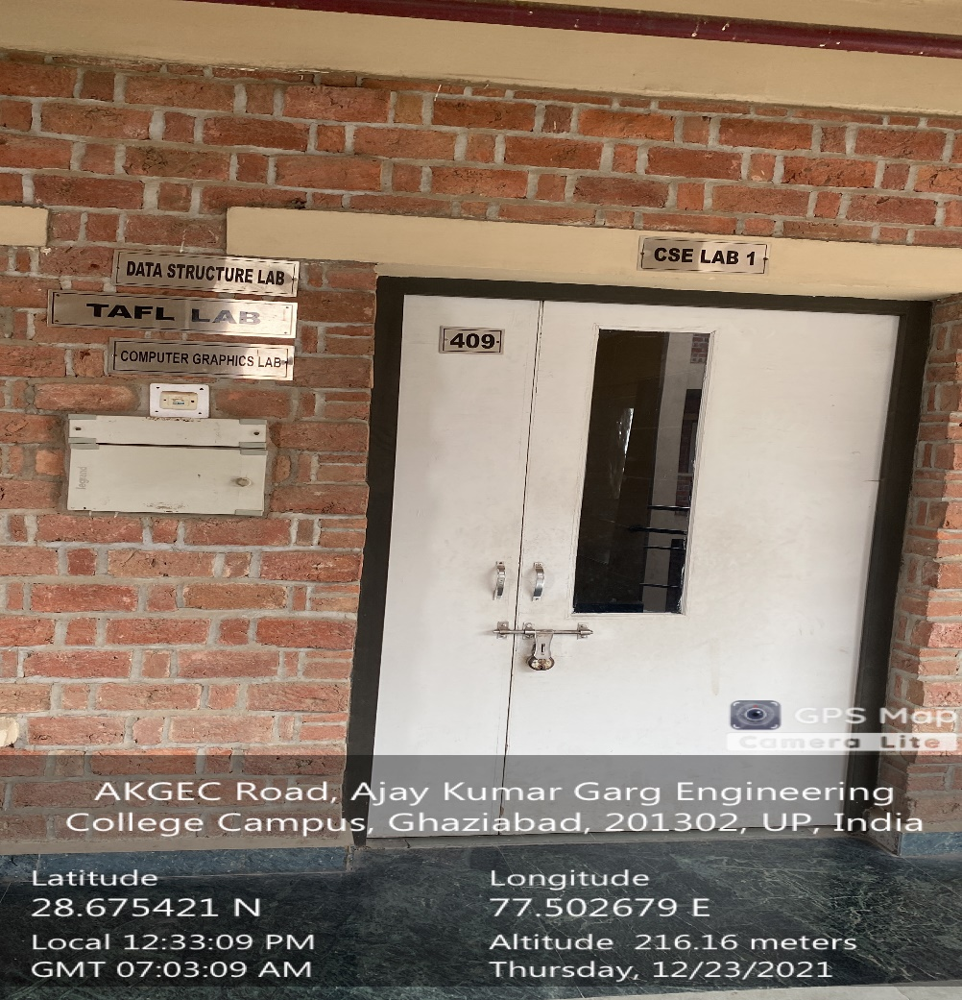 CSE LAB 1
DATA STRUCTURE LAB
TAFL LAB
COMPUTER GRAPHICS LAB
409
legrand
GPS Map
Camera Lite
AKGEC Road, Ajay Kumar Garg Engineering
College Campus, Ghaziabad, 201302, UP, India
Latitude
28.675421 N
Local 12:33:09 PM
GMT 07:03:09 AM
Longitude
77.502679 E
Altitude 216.16 meters
Thursday, 12/23/2021